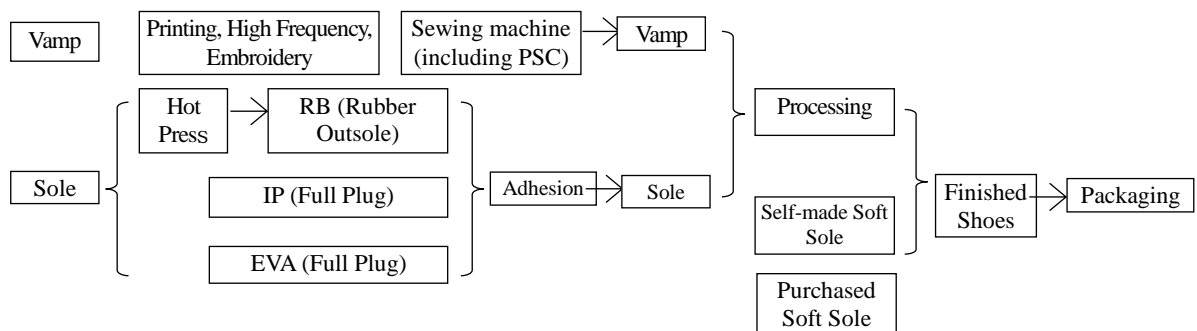 Vamp
Printing, High Frequency,
Embroidery
Sewing machine
(including PSC)
Vamp
Hot
Press
RB (Rubber
Outsole)
Processing
Sole
IP (Full Plug)
Adhesion
Sole
Finished
Shoes
Packaging
Self-made Soft
Sole
EVA (Full Plug)
Purchased
Soft Sole